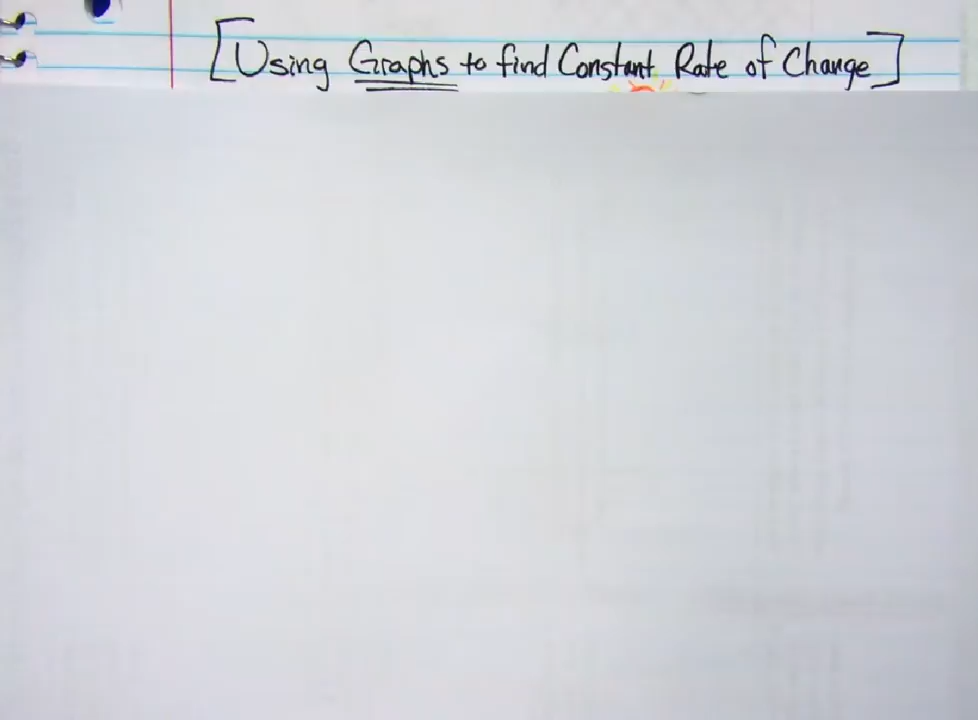 [Using Graphs to find Constant Rate of Change]